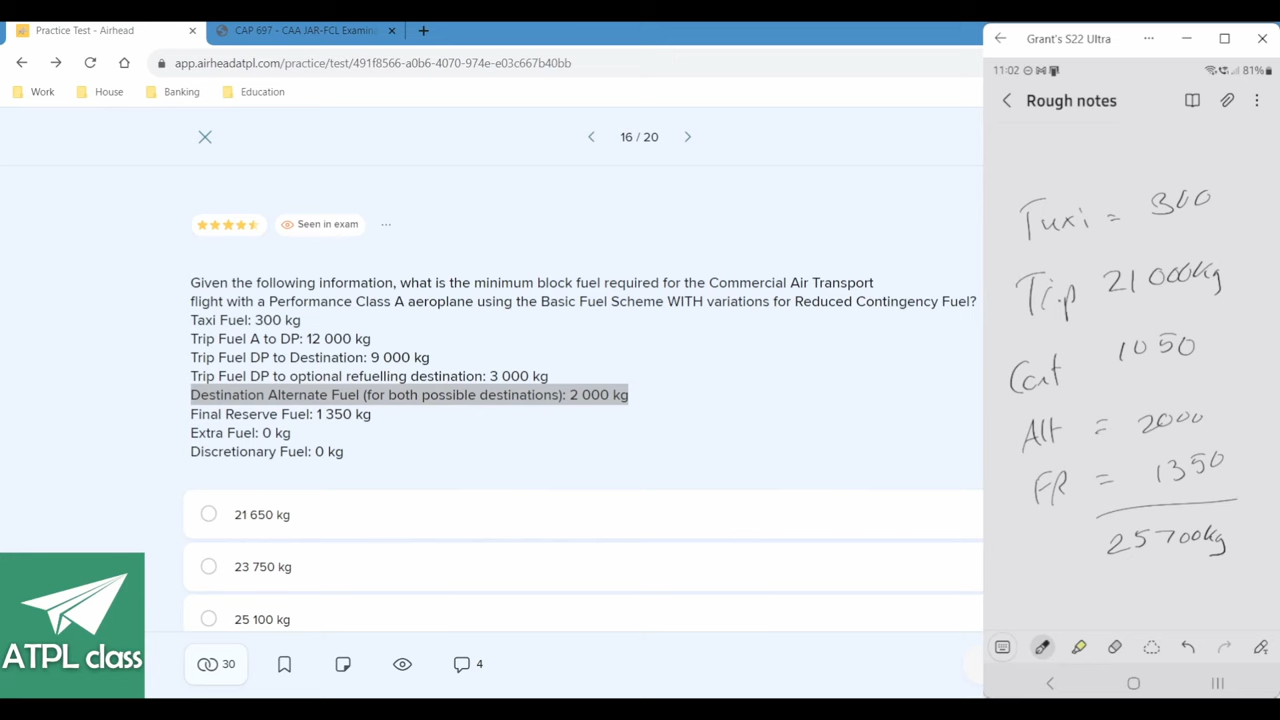 Practice Test - Airhead
CAP 697 - CAA JAR-FCL Examin
app.airheadatpl.com/practice/test/491f8566-a0b6-4070-974e-e03c667b40bb
Work
House
Banking
Education
16 / 20
Seen in exam
Given the following information, what is the minimum block fuel required for the Commercial Air Transport
flight with a Performance Class A aeroplane using the Basic Fuel Scheme WITH variations for Reduced Contingency Fuel?
Taxi Fuel: 300 kg
Trip Fuel A to DP: 12 000 kg
Trip Fuel DP to Destination: 9 000 kg
Trip Fuel DP to optional refuelling destination: 3 000 kg
Destination Alternate Fuel (for both possible destinations): 2 000 kg
Final Reserve Fuel: 1 350 kg
Extra Fuel: 0 kg
Discretionary Fuel: 0 kg
21 650 kg
23 750 kg
25 100 kg
30
4
ATPL class
Grant's S22 Ultra
11:02
81%
Rough notes
Taxi = 300
Trip 21000kg
Cont 1050
Alt = 2000
FR = 1350
25700kg